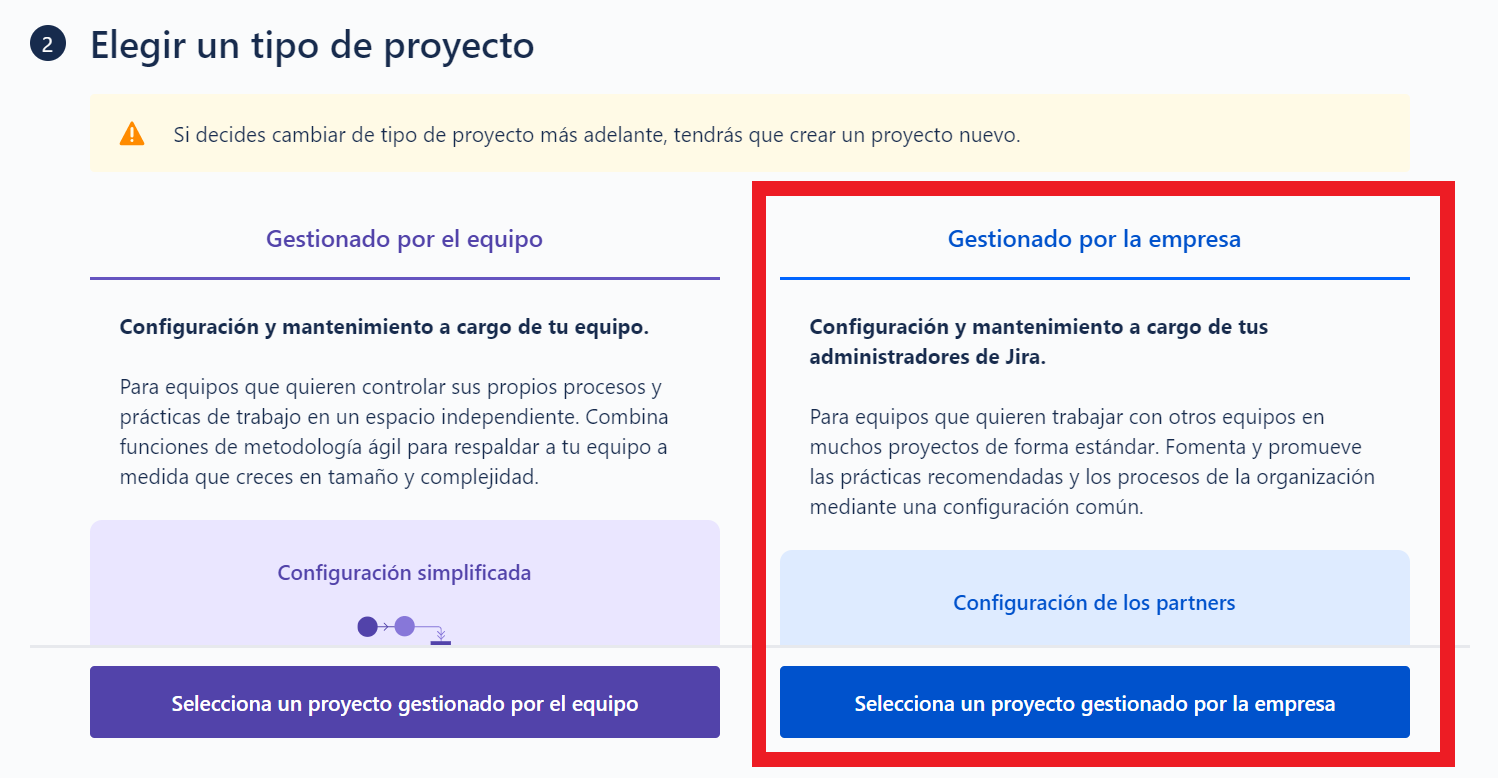 2 Elegir un tipo de proyecto
Si decides cambiar de tipo de proyecto más adelante, tendrás que crear un proyecto nuevo.
Gestionado por el equipo
Configuración y mantenimiento a cargo de tu equipo.
Para equipos que quieren controlar sus propios procesos y
prácticas de trabajo en un espacio independiente. Combina
funciones de metodología ágil para respaldar a tu equipo a
medida que creces en tamaño y complejidad.
Configuración simplificada
Selecciona un proyecto gestionado por el equipo
Gestionado por la empresa
Configuración y mantenimiento a cargo de tus
administradores de Jira.
Para equipos que quieren trabajar con otros equipos en
muchos proyectos de forma estándar. Fomenta y promueve
las prácticas recomendadas y los procesos de la organización
mediante una configuración común.
Configuración de los partners
Selecciona un proyecto gestionado por la empresa